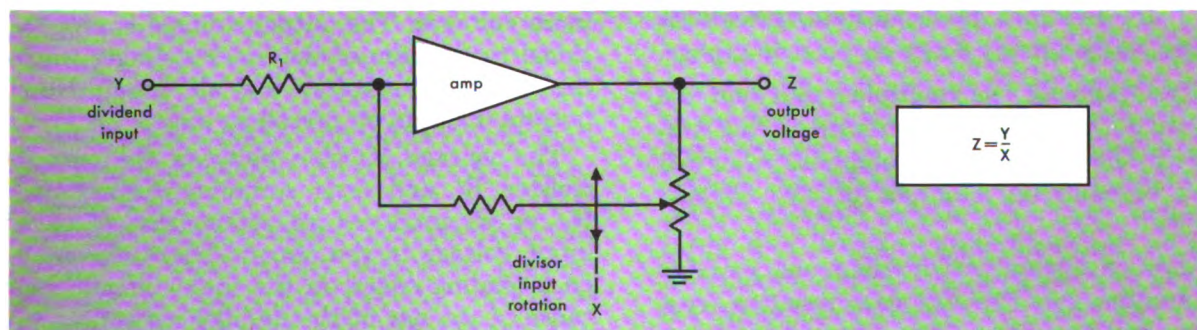 R₁
Y
dividend
input
amp
Z
output
voltage
Z=Y/X
divisor
input
rotation
X